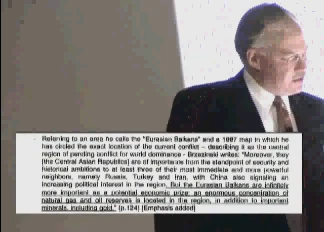 Referring to an area he calls the "Eurasian Balkans" and a 1997 map in which he
has circled the exact location of the current conflict - describing it as the central
region of pending conflict for world dominance - Brzezinski writes: "Moreover, they
[the Central Asian Republics] are of importance from the standpoint of security and
historical ambitions to at least three of their most immediate and more powerful
neighbors, namely Russia, Turkey and Iran, with China also signaling an
increasing political interest in the region. But the Eurasian Balkans are infinitely
more important as a potential economic prize: an enormous concentration of
natural gas and oil reserves is located in the region, in addition to important
minerals, including gold." (p.124) [Emphasis added]